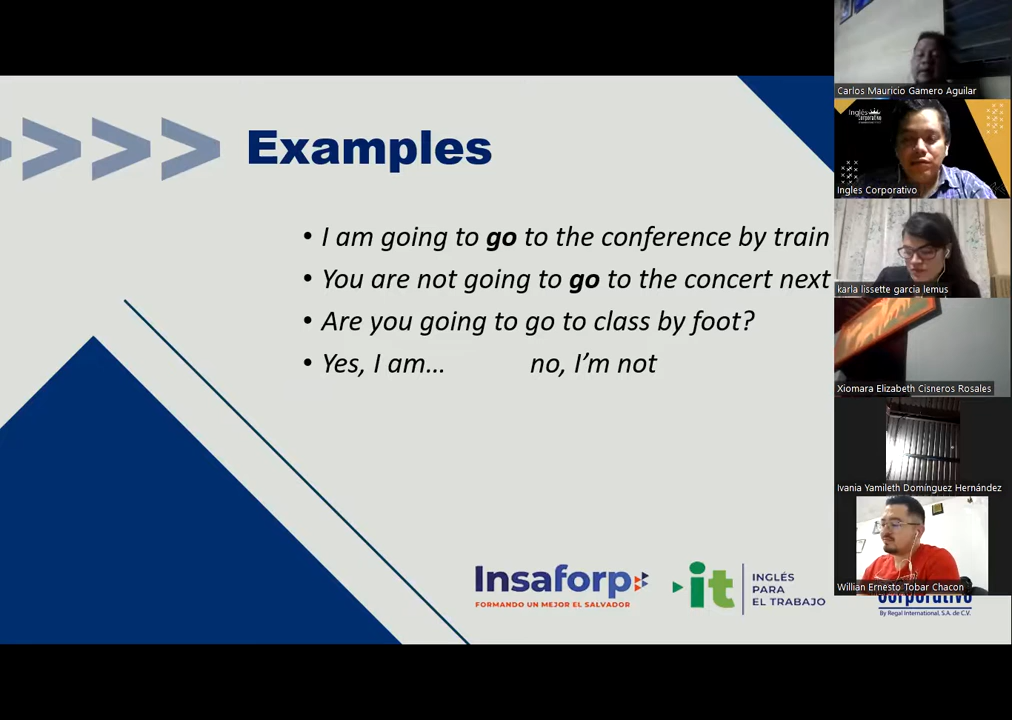 Examples
• I am going to go to the conference by train
• You are not going to go to the concert next
• Are you going to go to class by foot?
• Yes, I am... no, I'm not
Insaforp
FORMANDO UN MEJOR EL SALVADOR
it
INGLÉS
PARA
EL TRABAJO
Corporativo
By Regal International, S.A. de C.V.
Carlos Mauricio Gamero Aguilar
Inglés
Corporativo
Ingles Corporativo
karla lissette garcia lemus
Xiomara Elizabeth Cisneros Rosales
Ivania Yamileth Domínguez Hernández
Willian Ernesto Tobar Chacon